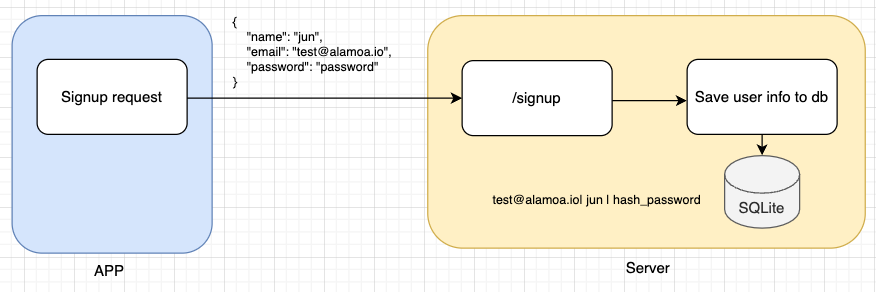 {
"name": "jun",
"email": "test@alamoa.io",
"password": "password"
}
Signup request
/signup
Save user info to db
test@alamoa.io| jun | hash_password
SQLite
APP
Server